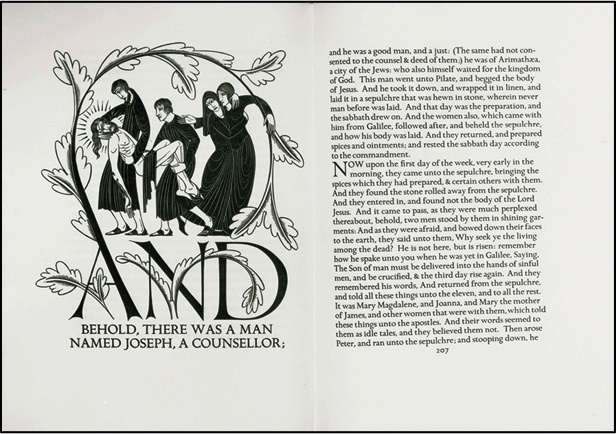 AND
BEHOLD, THERE WAS A MAN
NAMED JOSEPH, A COUNSELLOR;
and he was a good man, and a just: (The same had not con-
sented to the counsel & deed of them;) he was of Arimathæa,
a city of the Jews: who also himself waited for the kingdom
of God. This man went unto Pilate, and begged the body
of Jesus. And he took it down, and wrapped it in linen, and
laid it in a sepulchre that was hewn in stone, wherein never
man before was laid. And that day was the preparation, and
the sabbath drew on. And the women also, which came with
him from Galilee, followed after, and beheld the sepulchre,
and how his body was laid. And they returned, and prepared
spices and ointments; and rested the sabbath day according
to the commandment.
NOW upon the first day of the week, very early in the
morning, they came unto the sepulchre, bringing the
spices which they had prepared, & certain others with them.
And they found the stone rolled away from the sepulchre.
And they entered in, and found not the body of the Lord
Jesus. And it came to pass, as they were much perplexed
thereabout, behold, two men stood by them in shining gar-
ments: And as they were afraid, and bowed down their faces
to the earth, they said unto them, Why seek ye the living
among the dead? He is not here, but is risen: remember
how he spake unto you when he was yet in Galilee, Saying,
The Son of man must be delivered into the hands of sinful
men, and be crucified, & the third day rise again. And they
remembered his words, And returned from the sepulchre,
and told all these things unto the eleven, and to all the rest.
It was Mary Magdalene, and Joanna, and Mary the mother
of James, and other women that were with them, which told
these things unto the apostles. And their words seemed to
them as idle tales, and they believed them not. Then arose
Peter, and ran unto the sepulchre; and stooping down, he
207